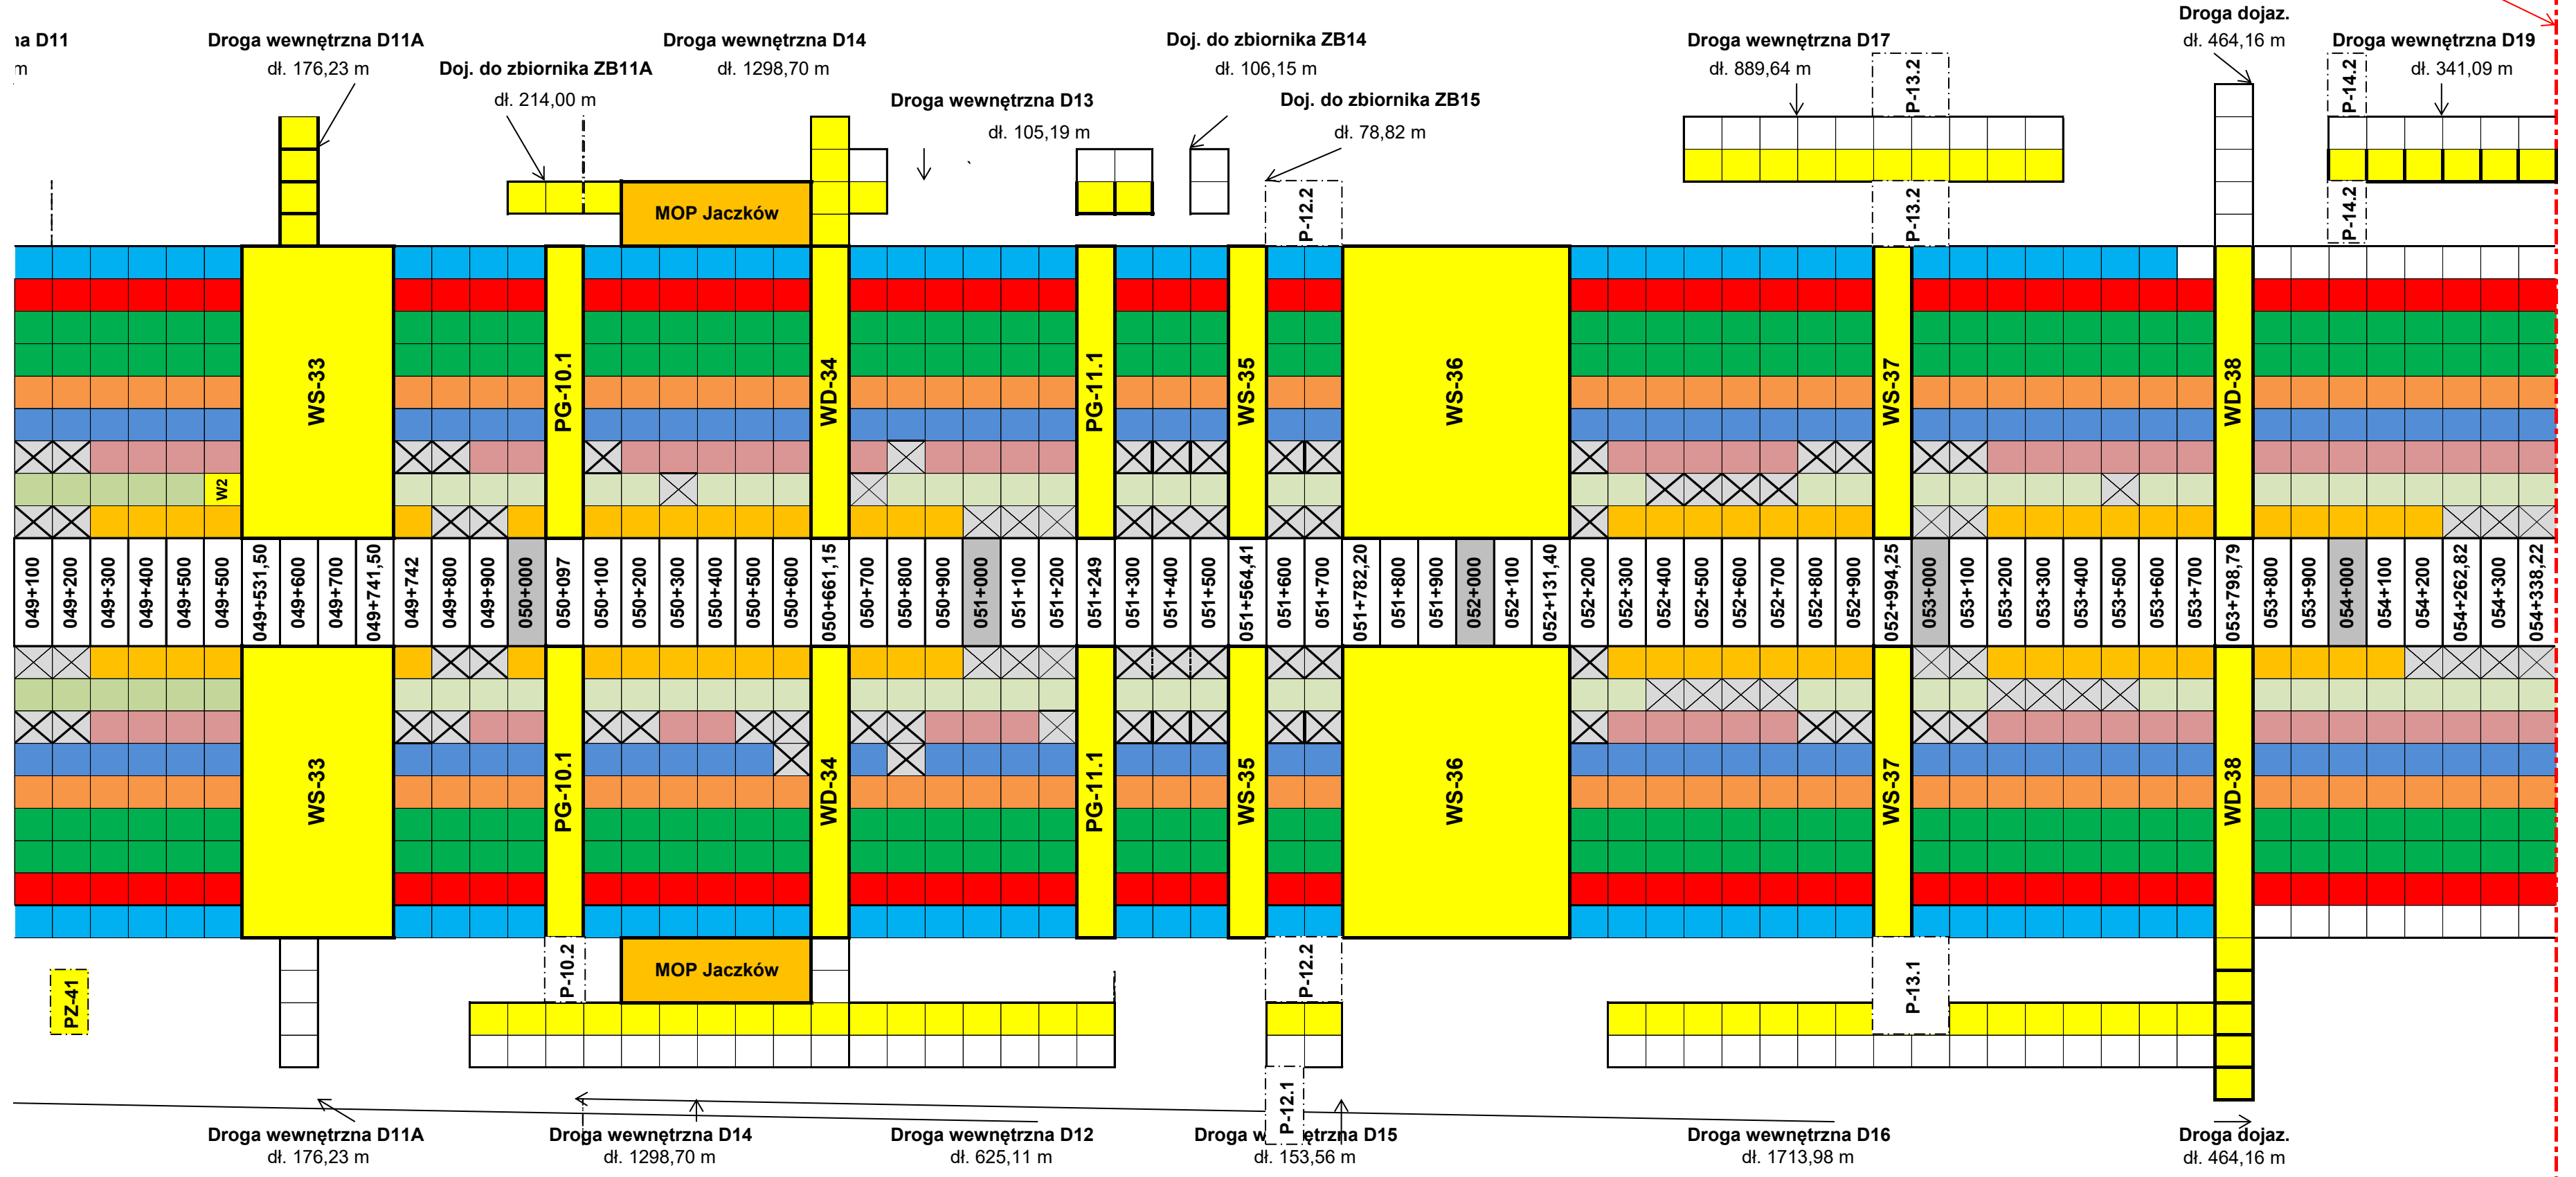 Droga dojaz.
na D11
Droga wewnętrzna D11A
Droga wewnętrzna D14
Doj. do zbiornika ZB14
Droga wewnętrzna D17
dł. 464,16 m
Droga wewnętrzna D19
m
dł. 176,23 m
Doj. do zbiornika ZB11A
dł. 1298,70 m
dł. 106,15 m
dł. 889,64 m
P-13.2
P-14.2
dł. 341,09 m
dł. 214,00 m
Droga wewnętrzna D13
Doj. do zbiornika ZB15
dł. 105,19 m
dł. 78,82 m
MOP Jaczków
P-12.2
P-13.2
P-14.2
WS-33
PG-10.1
WD-34
PG-11.1
WS-35
WS-36
WS-37
WD-38
W2
049+100
049+200
049+300
049+400
049+500
049+500
049+531,50
049+600
049+700
049+741,50
049+742
049+800
049+900
050+000
050+097
050+100
050+200
050+300
050+400
050+500
050+600
050+661,15
050+700
050+800
050+900
051+000
051+100
051+200
051+249
051+300
051+400
051+500
051+564,41
051+600
051+700
051+782,20
051+800
051+900
052+000
052+100
052+131,40
052+200
052+300
052+400
052+500
052+600
052+700
052+800
052+900
052+994,25
053+000
053+100
053+200
053+300
053+400
053+500
053+600
053+700
053+798,79
053+800
053+900
054+000
054+100
054+200
054+262,82
054+300
054+338,22
WS-33
PG-10.1
WD-34
PG-11.1
WS-35
WS-36
WS-37
WD-38
PZ-41
P-10.2
MOP Jaczków
P-12.2
P-13.1
P-12.1
Droga wewnętrzna D11A
Droga wewnętrzna D14
Droga wewnętrzna D12
Droga wewnętrzna D15
Droga wewnętrzna D16
Droga dojaz.
dł. 176,23 m
dł. 1298,70 m
dł. 625,11 m
dł. 153,56 m
dł. 1713,98 m
dł. 464,16 m